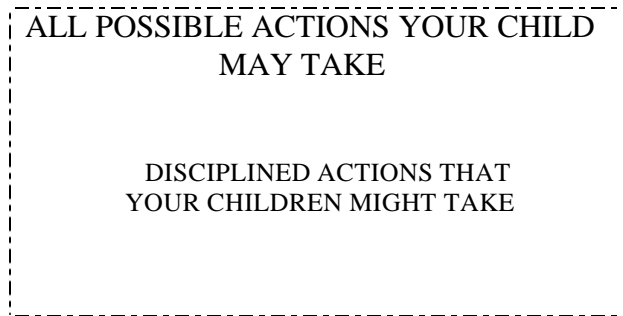 ALL POSSIBLE ACTIONS YOUR CHILD
MAY TAKE
DISCIPLINED ACTIONS THAT
YOUR CHILDREN MIGHT TAKE